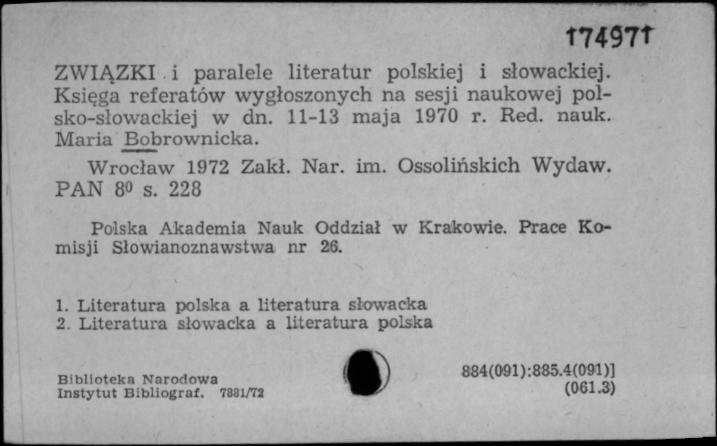 174971
ZWIĄZKI i paralele literatur polskiej i słowackiej.
Księga referatów wygłoszonych na sesji naukowej pol-
sko-słowackiej w dn. 11-13 maja 1970 r. Red. nauk.
Maria Bobrownicka.
Wrocław 1972 Zakł. Nar. im. Ossolińskich Wydaw.
PAN 8⁰ s. 228
Polska Akademia Nauk Oddział w Krakowie. Prace Ko-
misji Słowianoznawstwa nr 26.
1. Literatura polska a literatura słowacka
2. Literatura słowacka a literatura polska
884(091):885.4(091)]
(061.3)
Biblioteka Narodowa
Instytut Bibliograf. 7881/72